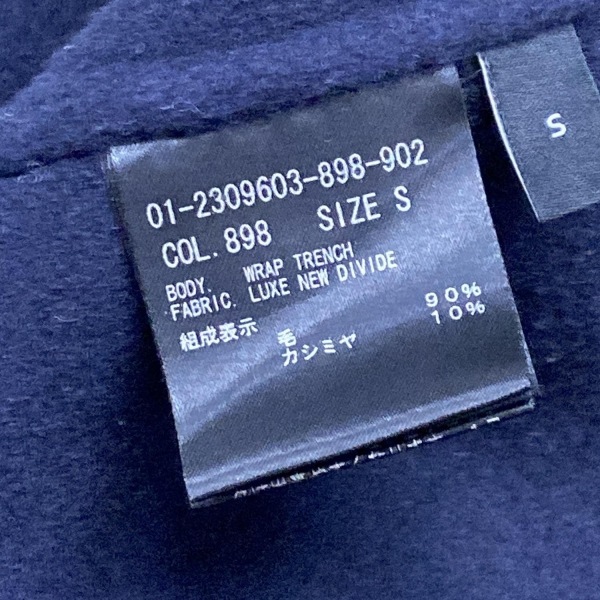 01-2309603-898-902
COL. 898 SIZE S
BODY. WRAP TRENCH
FABRIC. LUXE NEW DIVIDE
組成表示 毛 90%
カシミヤ 10%
S